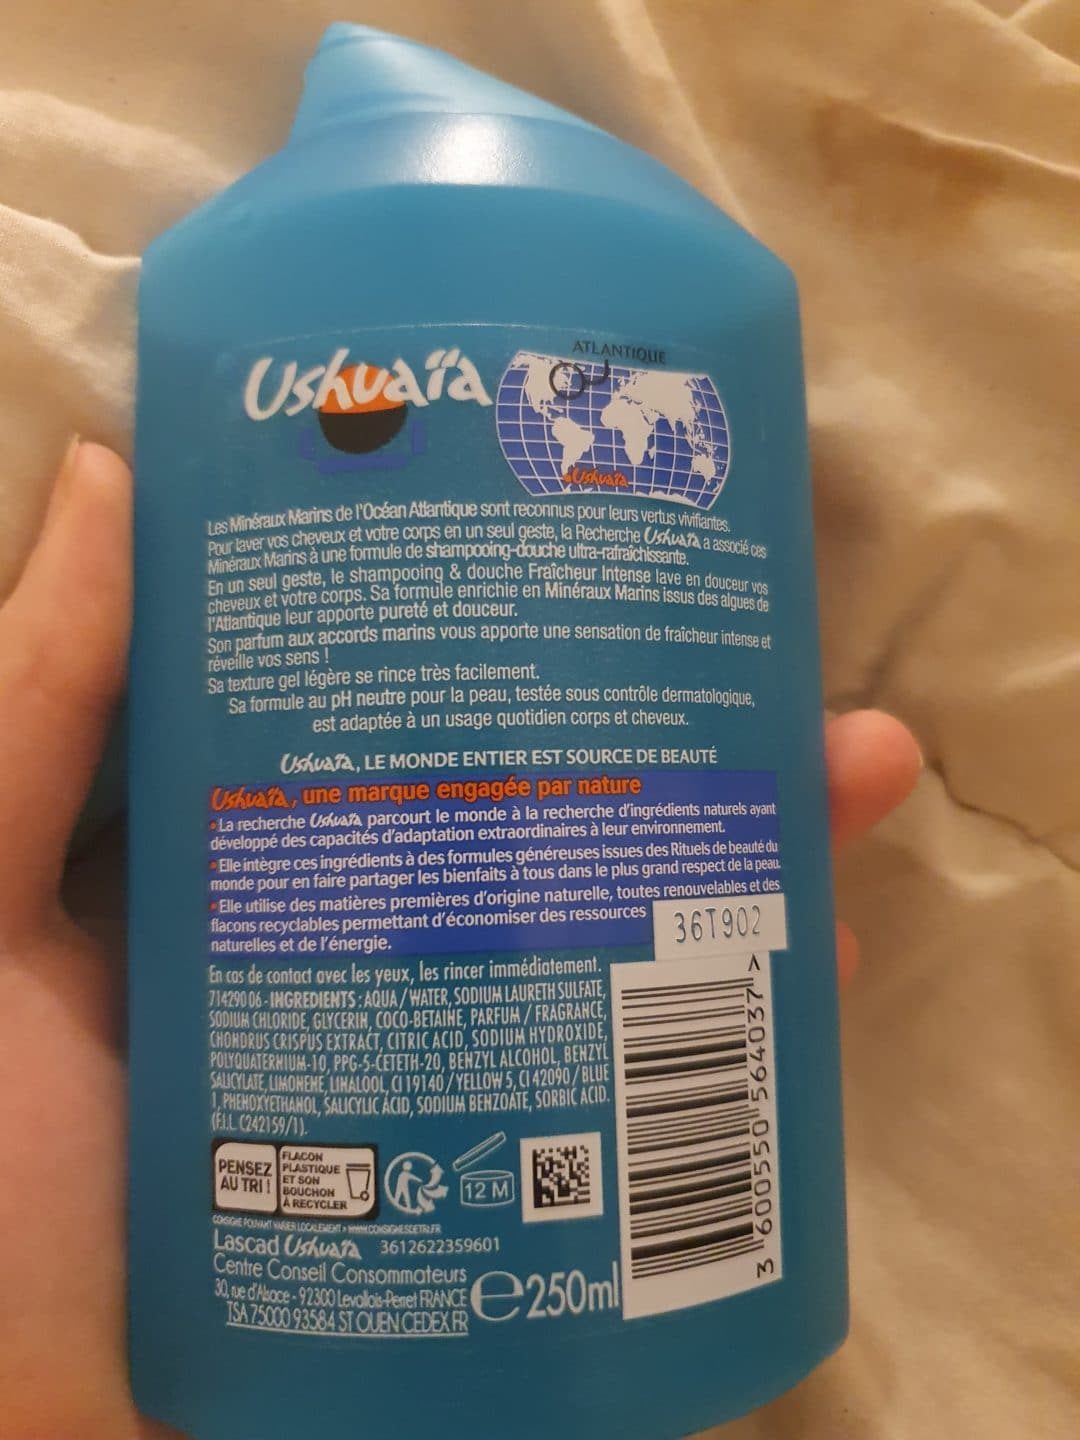 Ushuaïa
ATLANTIQUE
Ushuaïa
Les Minéraux Marins de l'Océan Atlantique sont reconnus pour leurs vertus vivifiantes.
Pour laver vos cheveux et votre corps en un seul geste, la Recherche Ushuaïa a associé ces
Minéraux Marins à une formule de shampooing-douche ultra-rafraîchissante.
En un seul geste, le shampooing & douche Fraîcheur Intense lave en douceur vos
cheveux et votre corps. Sa formule enrichie en Minéraux Marins issus des algues de
l'Atlantique leur apporte pureté et douceur.
Son parfum aux accords marins vous apporte une sensation de fraîcheur intense et
réveille vos sens !
Sa texture gel légère se rince très facilement.
Sa formule au pH neutre pour la peau, testée sous contrôle dermatologique,
est adaptée à un usage quotidien corps et cheveux.
Ushuaïa, LE MONDE ENTIER EST SOURCE DE BEAUTÉ
Ushuaïa, une marque engagée par nature
•La recherche Ushuaïa parcourt le monde à la recherche d'ingrédients naturels ayant
développé des capacités d'adaptation extraordinaires à leur environnement.
•Elle intègre ces ingrédients à des formules généreuses issues des Rituels de beauté du
monde pour en faire partager les bienfaits à tous dans le plus grand respect de la peau.
•Elle utilise des matières premières d'origine naturelle, toutes renouvelables et des
flacons recyclables permettant d'économiser des ressources
naturelles et de l'énergie.
36T902
En cas de contact avec les yeux, les rincer immédiatement.
714290 06 - INGREDIENTS : AQUA / WATER, SODIUM LAURETH SULFATE,
SODIUM CHLORIDE, GLYCERIN, COCO-BETAINE, PARFUM / FRAGRANCE,
CHONDRUS CRISPUS EXTRACT, CITRIC ACID, SODIUM HYDROXIDE,
POLYQUATERNIUM-10, PPG-5-CETETH-20, BENZYL ALCOHOL, BENZYL
SALICYLATE, LIMONENE, LINALOOL, CI 19140 / YELLOW 5, CI 42090 / BLUE
1, PHENOXYETHANOL, SALICYLIC ACID, SODIUM BENZOATE, SORBIC ACID.
(F.I.L. C242159/1).
PENSEZ
AU TRI !
FLACON
PLASTIQUE
ET SON
BOUCHON
À RECYCLER
12 M
CONSIGNE POUVANT VARIER LOCALEMENT > WWW.CONSIGNESDETRI.FR
Lascad Ushuaïa 3612622359601
Centre Conseil Consommateurs
30, rue d'Alsace - 92300 Levallois-Perret FRANCE
TSA 75000 93584 ST OUEN CEDEX FR
e250ml
3 600550 564037 >